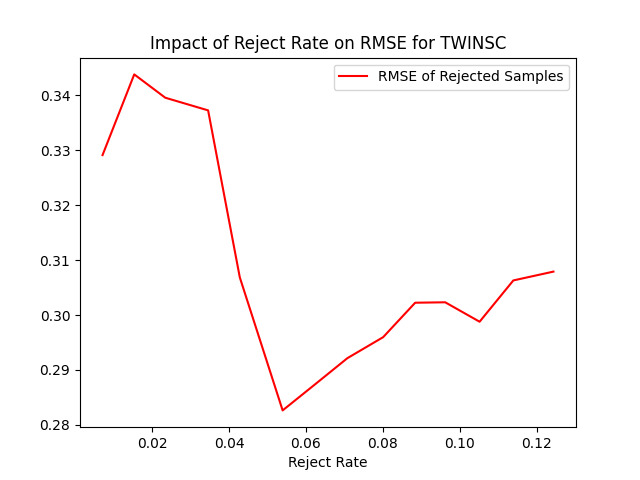 Impact of Reject Rate on RMSE for TWINSC
RMSE of Rejected Samples
0.34
0.33
0.32
0.31
0.30
0.29
0.28
0.02 0.04 0.06 0.08 0.10 0.12
Reject Rate